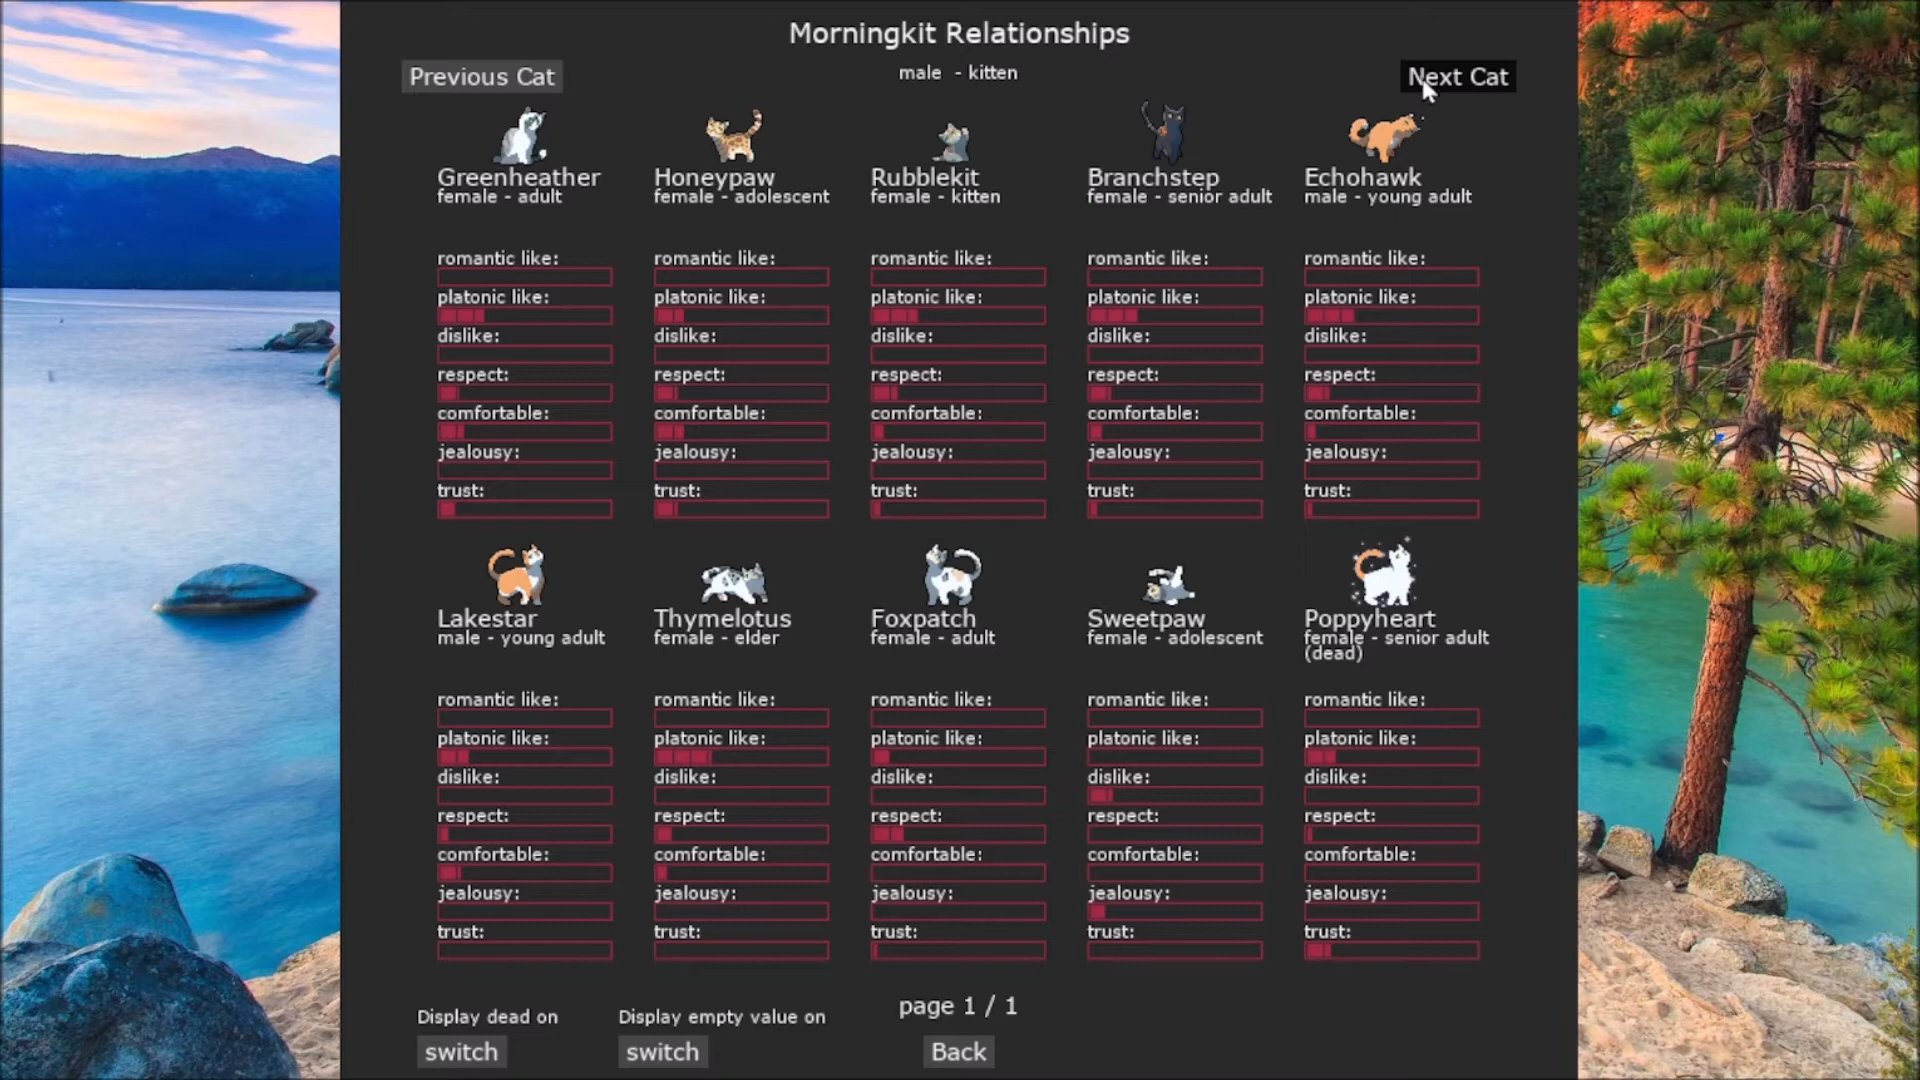 Morningkit Relationships
Previous Cat
male - kitten
Next Cat
Greenheather
female - adult
Honeypaw
female - adolescent
Rubblekit
female - kitten
Branchstep
female - senior adult
Echohawk
male - young adult
romantic like:
platonic like:
dislike:
respect:
comfortable:
jealousy:
trust:
romantic like:
platonic like:
dislike:
respect:
comfortable:
jealousy:
trust:
romantic like:
platonic like:
dislike:
respect:
comfortable:
jealousy:
trust:
romantic like:
platonic like:
dislike:
respect:
comfortable:
jealousy:
trust:
romantic like:
platonic like:
dislike:
respect:
comfortable:
jealousy:
trust:
Lakestar
male - young adult
Thymelotus
female - elder
Foxpatch
female - adult
Sweetpaw
female - adolescent
Poppyheart
female - senior adult
(dead)
romantic like:
platonic like:
dislike:
respect:
comfortable:
jealousy:
trust:
romantic like:
platonic like:
dislike:
respect:
comfortable:
jealousy:
trust:
romantic like:
platonic like:
dislike:
respect:
comfortable:
jealousy:
trust:
romantic like:
platonic like:
dislike:
respect:
comfortable:
jealousy:
trust:
romantic like:
platonic like:
dislike:
respect:
comfortable:
jealousy:
trust:
page 1 / 1
Display dead on
Display empty value on
switch
switch
Back